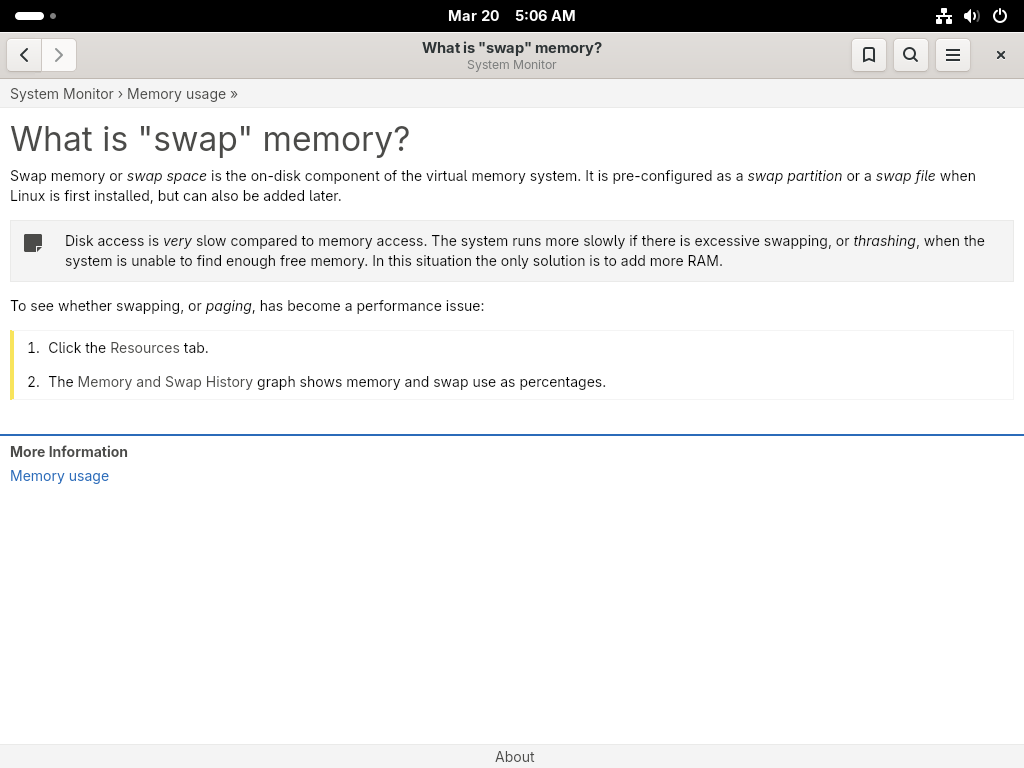 Mar 20 5:06 AM
What is "swap" memory?
System Monitor
System Monitor › Memory usage »
What is "swap" memory?
Swap memory or swap space is the on-disk component of the virtual memory system. It is pre-configured as a swap partition or a swap file when
Linux is first installed, but can also be added later.
Disk access is very slow compared to memory access. The system runs more slowly if there is excessive swapping, or thrashing, when the
system is unable to find enough free memory. In this situation the only solution is to add more RAM.
To see whether swapping, or paging, has become a performance issue:
1. Click the Resources tab.
2. The Memory and Swap History graph shows memory and swap use as percentages.
More Information
Memory usage
About